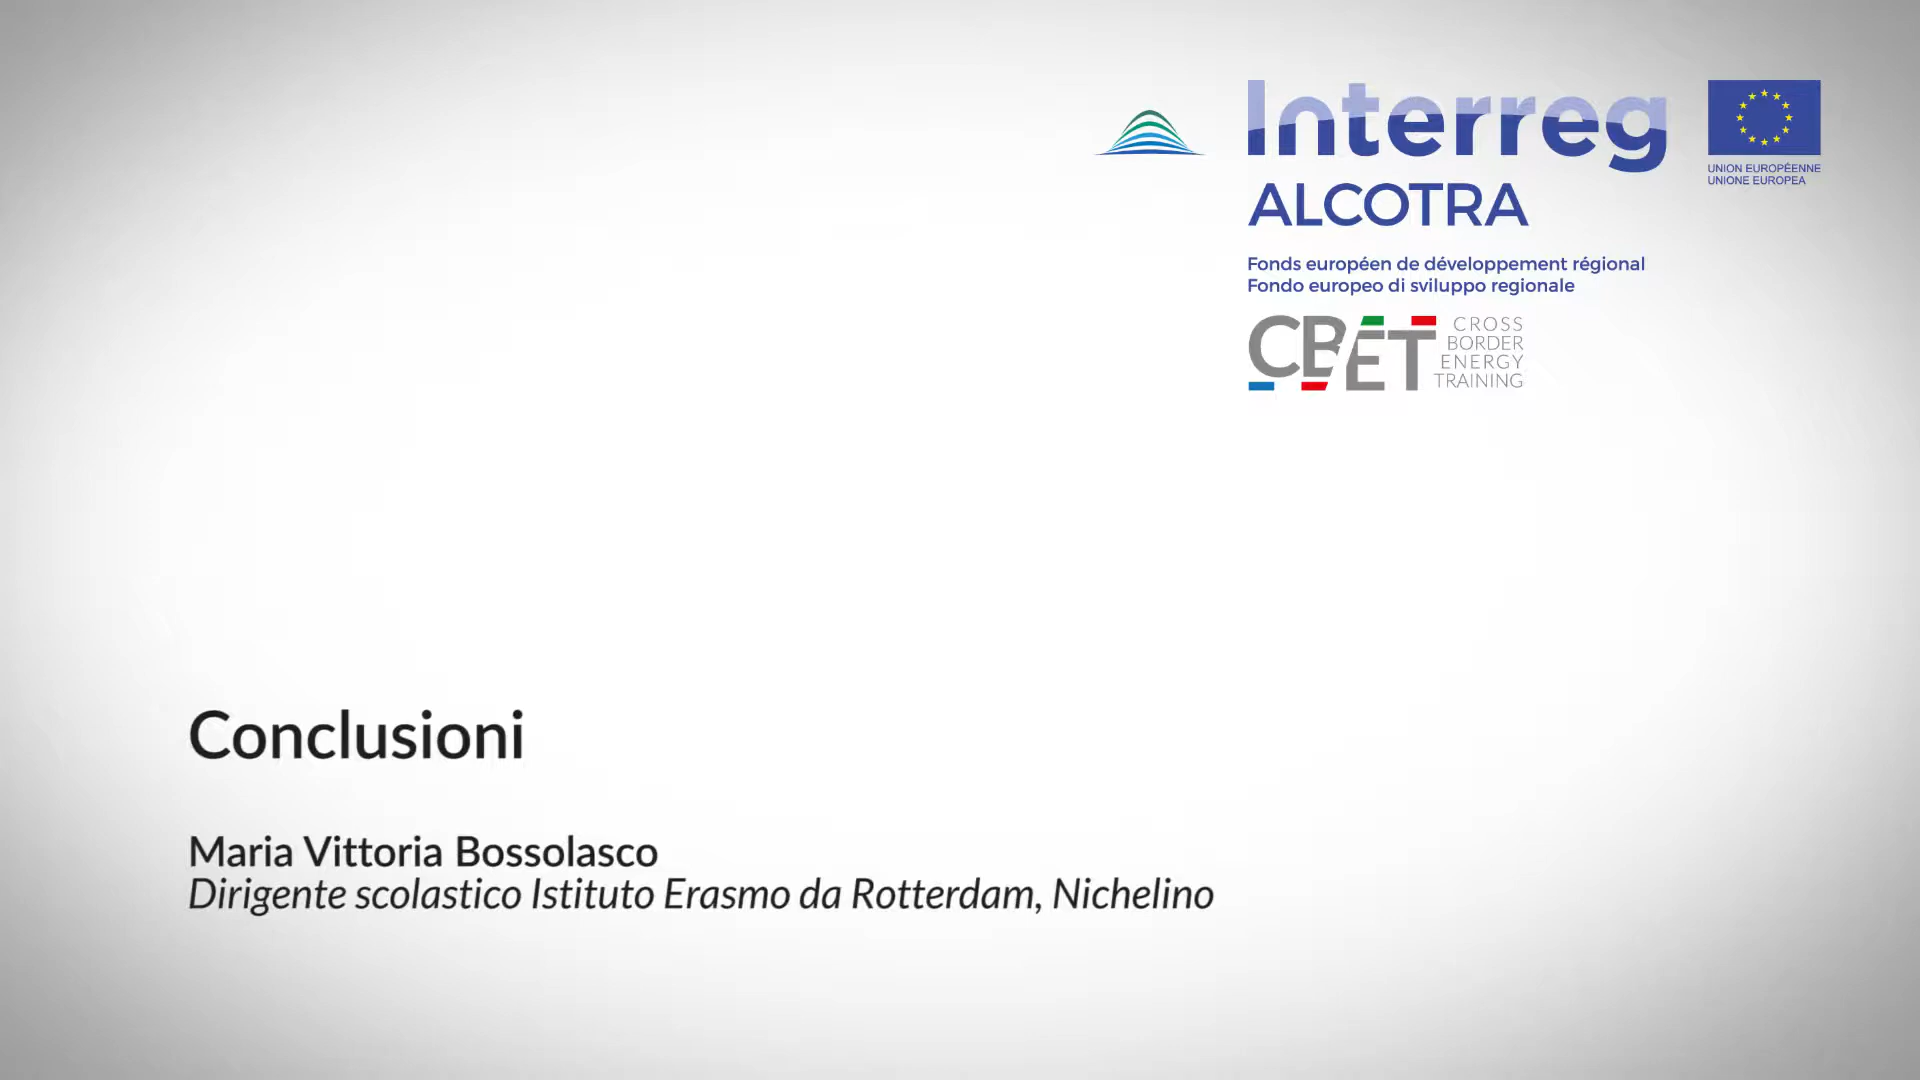 Interreg
ALCOTRA
UNION EUROPÉENNE
UNIONE EUROPEA
Fonds européen de développement régional
Fondo europeo di sviluppo regionale
CBET
CROSS
BORDER
ENERGY
TRAINING
Conclusioni
Maria Vittoria Bossolasco
Dirigente scolastico Istituto Erasmo da Rotterdam, Nichelino